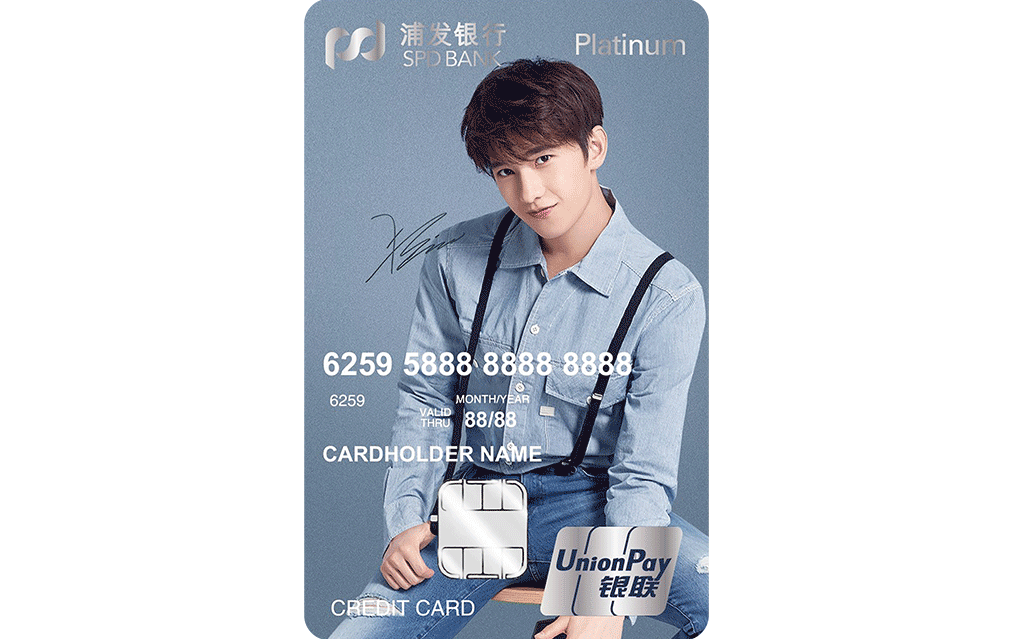 浦发银行
SPD BANK
Platinum
6259 5888 8888 8888
6259
MONTH/YEAR
VALID
THRU
88/88
CARDHOLDER NAME
UnionPay
银联
CREDIT CARD